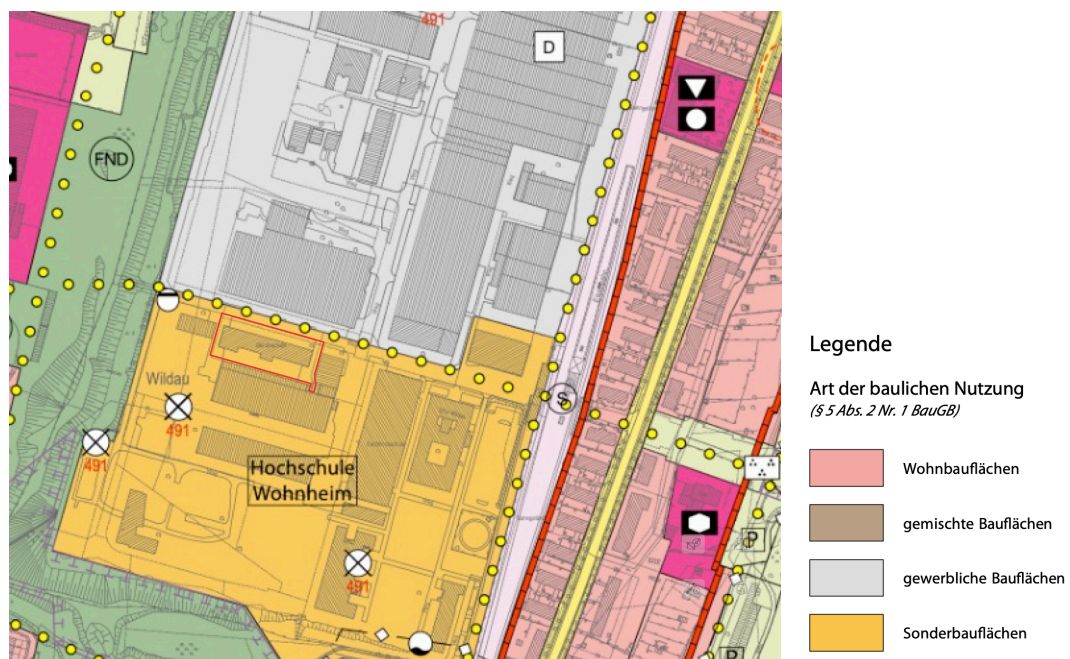 491
D
FND
Wildau
491
491
Hochschule
Wohnheim
491
S
P
P
Legende
Art der baulichen Nutzung
(§ 5 Abs. 2 Nr. 1 BauGB)
Wohnbauflächen
gemischte Bauflächen
gewerbliche Bauflächen
Sonderbauflächen